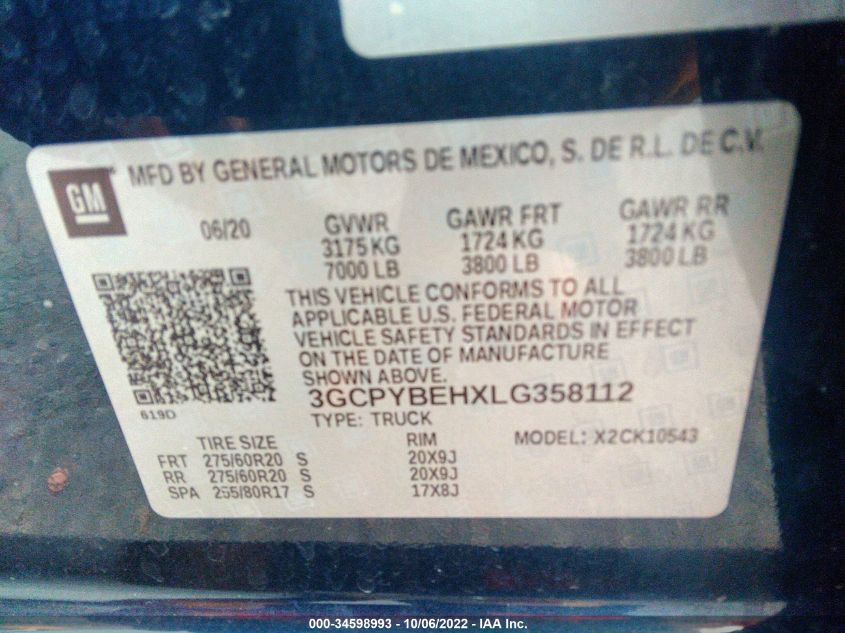 MFD BY GENERAL MOTORS DE MEXICO, S. DE R.L. DE C.V.
GM
06/20 GVWR GAWR FRT GAWR RR
3175 KG 1724 KG 1724 KG
7000 LB 3800 LB 3800 LB
THIS VEHICLE CONFORMS TO ALL
APPLICABLE U.S. FEDERAL MOTOR
VEHICLE SAFETY STANDARDS IN EFFECT
ON THE DATE OF MANUFACTURE
SHOWN ABOVE.
619D 3GCPYBEHXLG358112
TYPE: TRUCK
TIRE SIZE RIM MODEL: X2CK10543
FRT 275/60R20 S 20X9J
RR 275/60R20 S 20X9J
SPA 255/80R17 S 17X8J
000-34598993 - 10/06/2022 - IAA Inc.